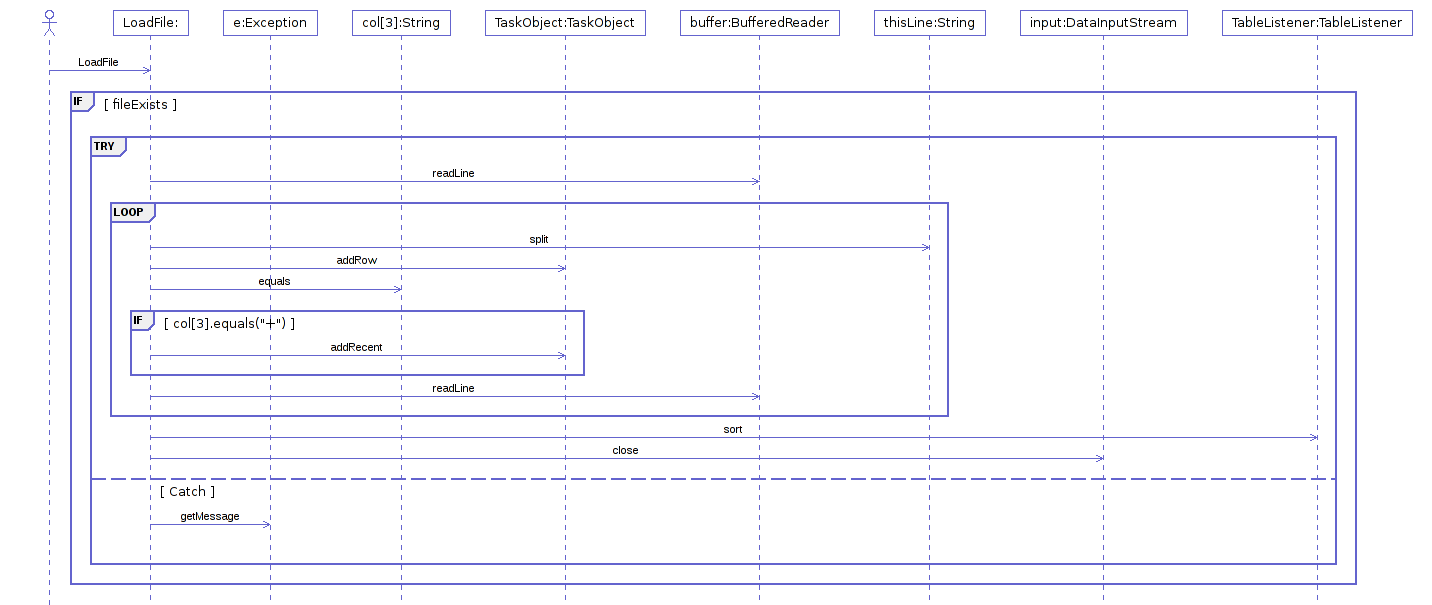 LoadFile: e:Exception col[3]:String TaskObject:TaskObject buffer:BufferedReader thisLine:String input:DataInputStream TableListener:TableListener
LoadFile
IF [ fileExists ]
TRY
readLine
LOOP
split
addRow
equals
IF [ col[3].equals("+") ]
addRecent
readLine
sort
close
[ Catch ]
getMessage